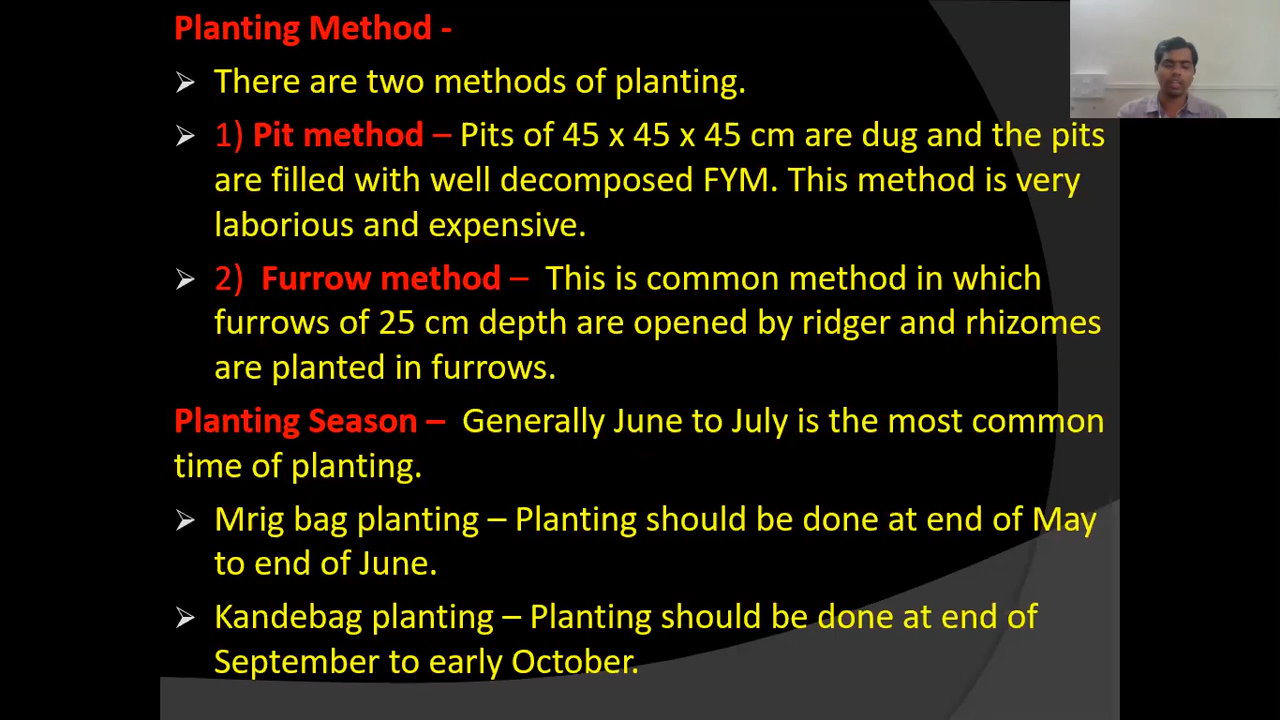 Planting Method -
There are two methods of planting.
1) Pit method – Pits of 45 x 45 x 45 cm are dug and the pits
are filled with well decomposed FYM. This method is very
laborious and expensive.
2) Furrow method – This is common method in which
furrows of 25 cm depth are opened by ridger and rhizomes
are planted in furrows.
Planting Season – Generally June to July is the most common
time of planting.
Mrig bag planting – Planting should be done at end of May
to end of June.
Kandebag planting – Planting should be done at end of
September to early October.